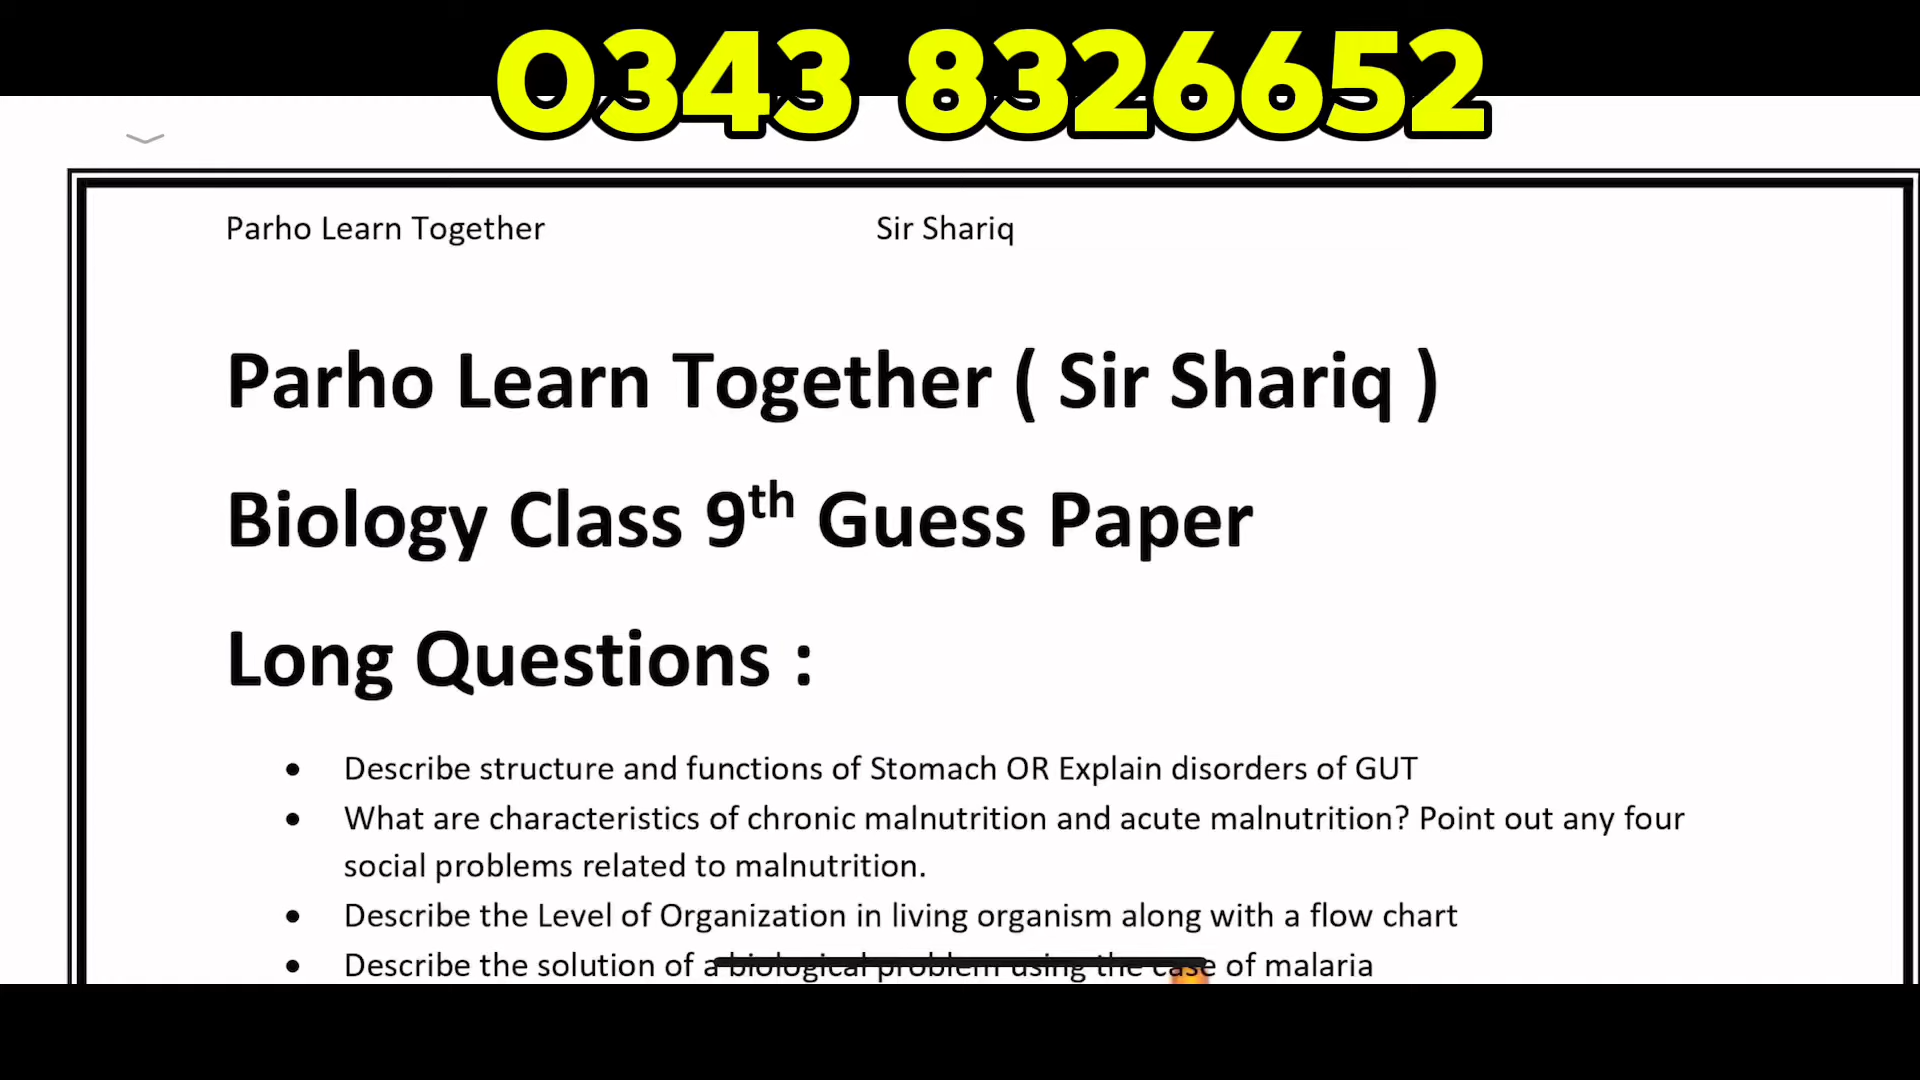 0343 8326652
Parho Learn Together Sir Shariq
Parho Learn Together ( Sir Shariq )
Biology Class 9th Guess Paper
Long Questions :
• Describe structure and functions of Stomach OR Explain disorders of GUT
• What are characteristics of chronic malnutrition and acute malnutrition? Point out any four
social problems related to malnutrition.
• Describe the Level of Organization in living organism along with a flow chart
• Describe the solution of a biological problem using the case of malaria